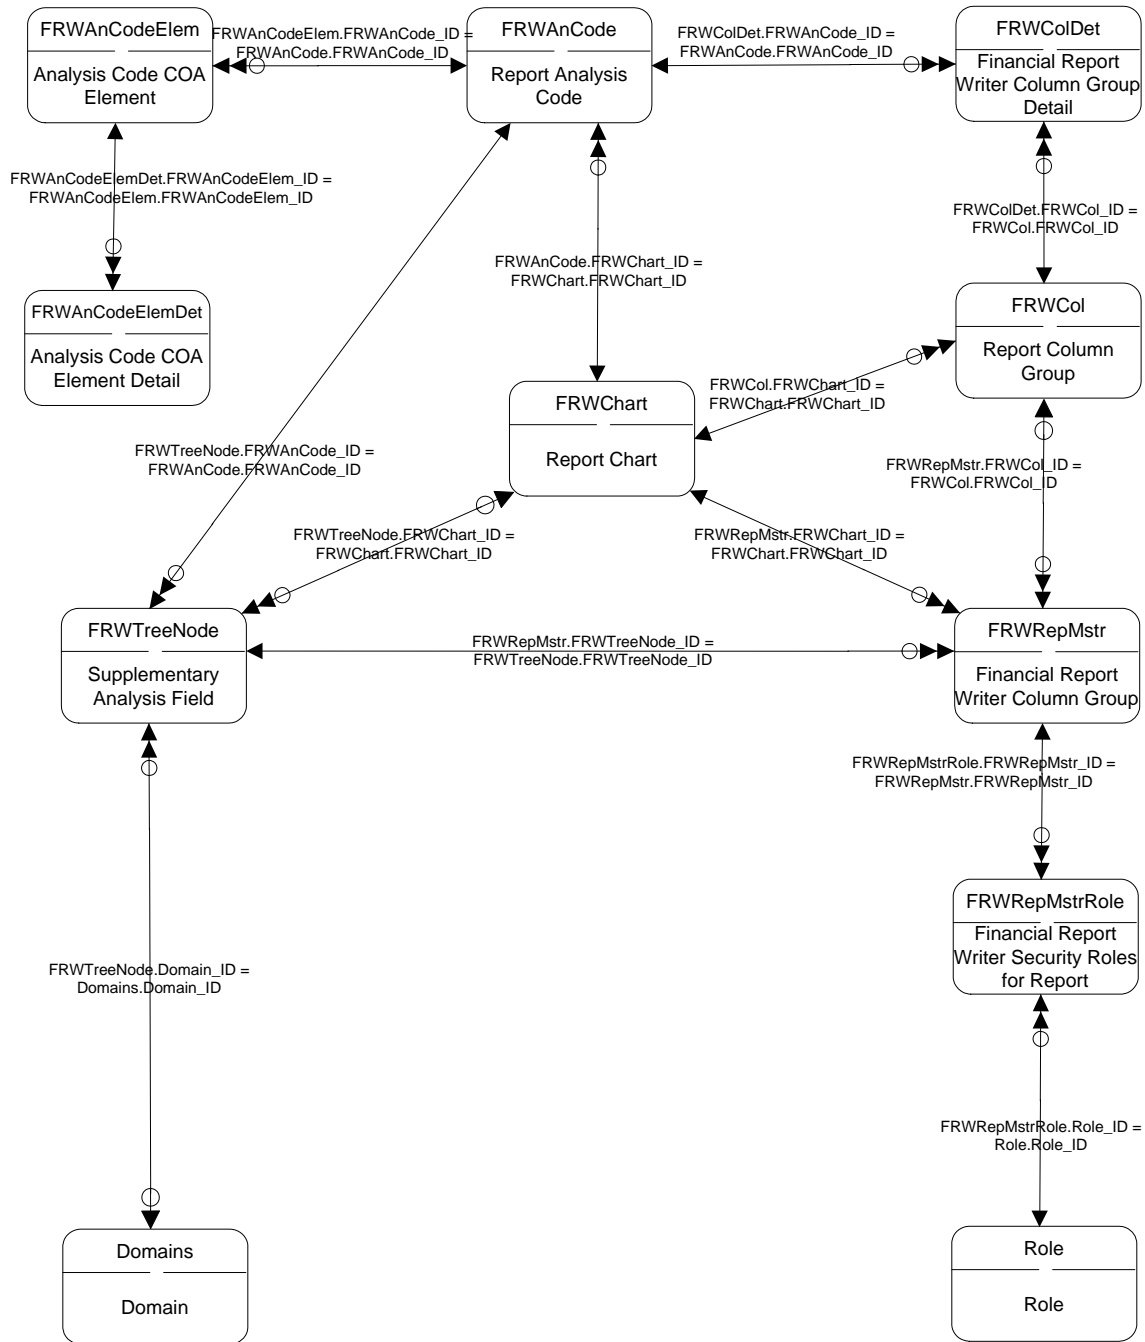 FRWAnCodeElem
Analysis Code COA
Element
FRWAnCodeElem.FRWAnCode_ID =
FRWAnCode.FRWAnCode_ID
FRWAnCode
Report Analysis
Code
FRWColDet.FRWAnCode_ID =
FRWAnCode.FRWAnCode_ID
FRWColDet
Financial Report
Writer Column Group
Detail
FRWAnCodeElemDet.FRWAnCodeElem_ID =
FRWAnCodeElem.FRWAnCodeElem_ID
FRWColDet.FRWCol_ID =
FRWCol.FRWCol_ID
FRWAnCode.FRWChart_ID =
FRWChart.FRWChart_ID
FRWAnCodeElemDet
Analysis Code COA
Element Detail
FRWCol
Report Column
Group
FRWCol.FRWChart_ID =
FRWChart.FRWChart_ID
FRWChart
Report Chart
FRWTreeNode.FRWAnCode_ID =
FRWAnCode.FRWAnCode_ID
FRWRepMstr.FRWCol_ID =
FRWCol.FRWCol_ID
FRWTreeNode.FRWChart_ID =
FRWChart.FRWChart_ID
FRWRepMstr.FRWChart_ID =
FRWChart.FRWChart_ID
FRWTreeNode
Supplementary
Analysis Field
FRWRepMstr.FRWTreeNode_ID =
FRWTreeNode.FRWTreeNode_ID
FRWRepMstr
Financial Report
Writer Column Group
FRWRepMstrRole.FRWRepMstr_ID =
FRWRepMstr.FRWRepMstr_ID
FRWRepMstrRole
Financial Report
Writer Security Roles
for Report
FRWTreeNode.Domain_ID =
Domains.Domain_ID
FRWRepMstrRole.Role_ID =
Role.Role_ID
Domains
Domain
Role
Role